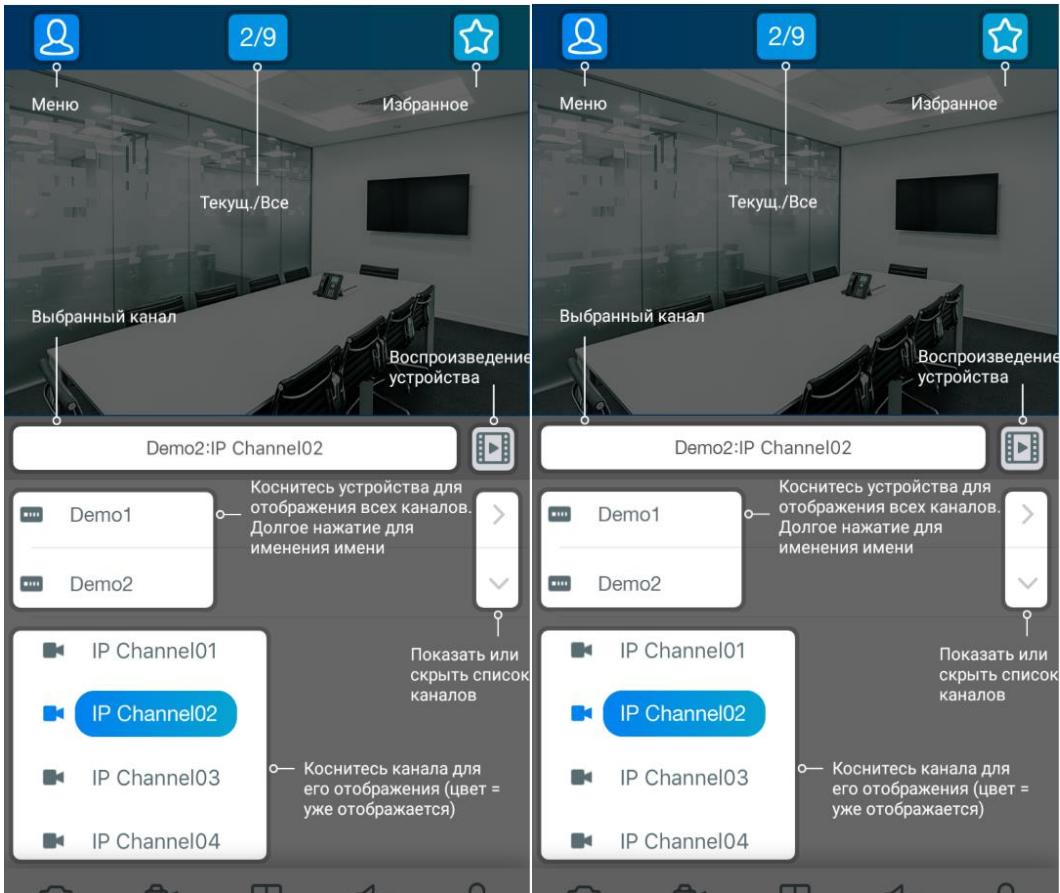 2/9
Меню
Избранное
Текущ./Все
Выбранный канал
Воспроизведение
устройства
Demo2:IP Channel02
Коснитесь устройства для
отображения всех каналов.
Долгое нажатие для
именения имени
Demo1
Demo2
Показать или
скрыть список
каналов
IP Channel01
IP Channel02
IP Channel03
IP Channel04
Коснитесь канала для
его отображения (цвет =
уже отображается)
2/9
Меню
Избранное
Текущ./Все
Выбранный канал
Воспроизведение
устройства
Demo2:IP Channel02
Коснитесь устройства для
отображения всех каналов.
Долгое нажатие для
именения имени
Demo1
Demo2
Показать или
скрыть список
каналов
IP Channel01
IP Channel02
IP Channel03
IP Channel04
Коснитесь канала для
его отображения (цвет =
уже отображается)